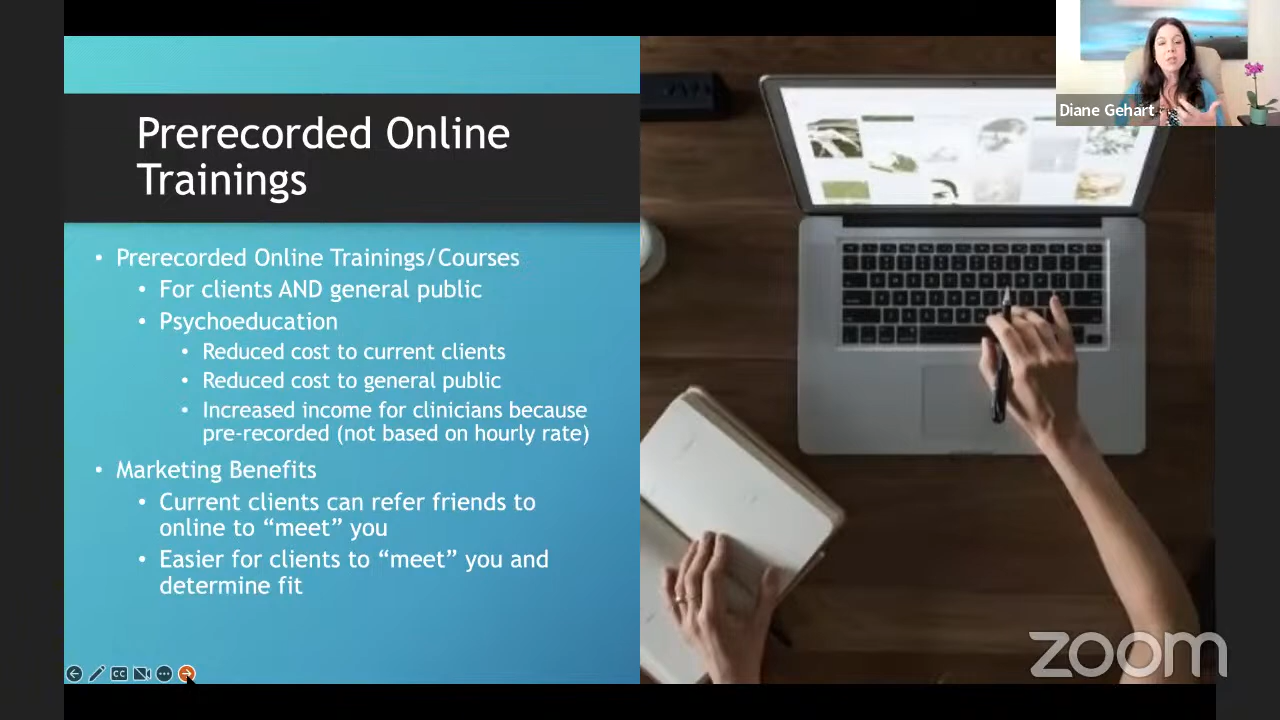 Prerecorded Online
Trainings
• Prerecorded Online Trainings/Courses
• For clients AND general public
• Psychoeducation
• Reduced cost to current clients
• Reduced cost to general public
• Increased income for clinicians because
pre-recorded (not based on hourly rate)
• Marketing Benefits
• Current clients can refer friends to
online to “meet” you
• Easier for clients to “meet” you and
determine fit
Diane Gehart
CC
zoom